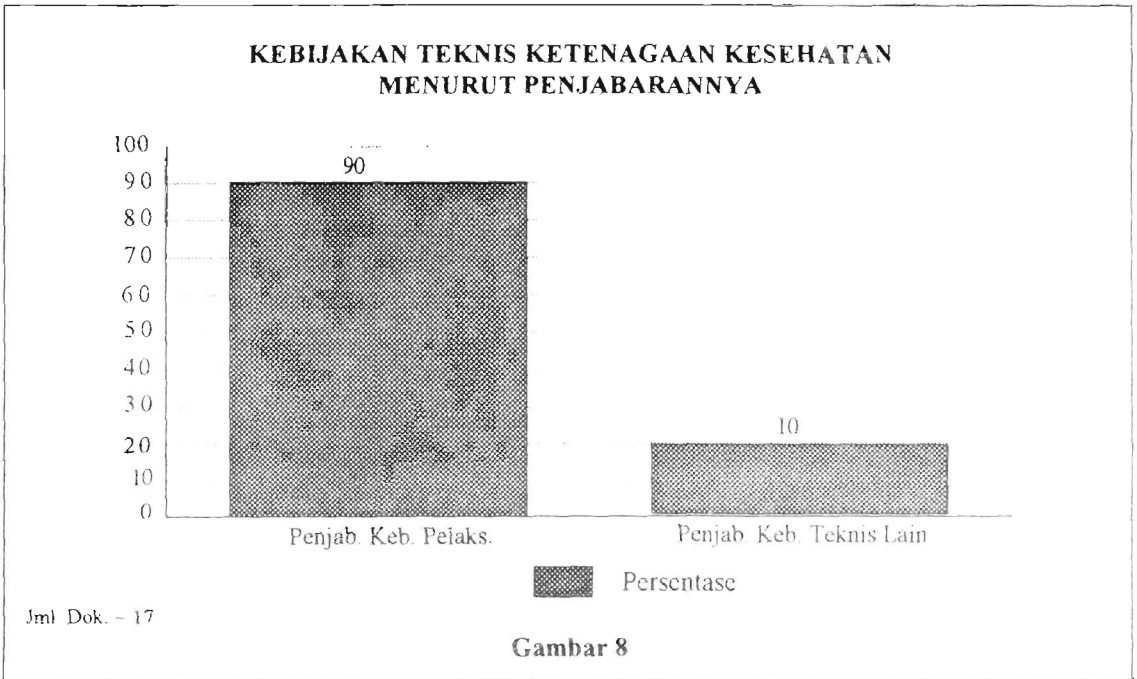 KEBIJAKAN TEKNIS KETENAGAAN KESEHATAN
MENURUT PENJABARANNYA
100
90
90
80
70
60
50
40
30
20
10
0
10
Penjab. Keb. Pelaks.
Penjab. Keb. Teknis Lain
Persentase
Jml Dok. - 17
Gambar 8